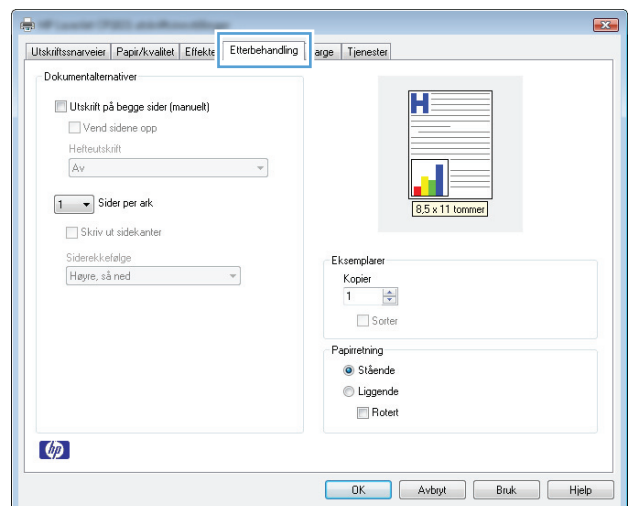 Utskriftssnarveier Papir/kvalitet Effekte Etterbehandling arge Tjenester
Dokumentalternativer
Utskrift på begge sider (manuelt)
Vend sidene opp
Hefteutskrift
Av
1 Sider per ark
Skriv ut sidekanter
Siderekkefølge
Høyre, så ned
H
8,5 x 11 tommer
Eksemplarer
Kopier
1
Sorter
Papirretning
Stående
Liggende
Rotert
hp
OK Avbryt Bruk Hjelp